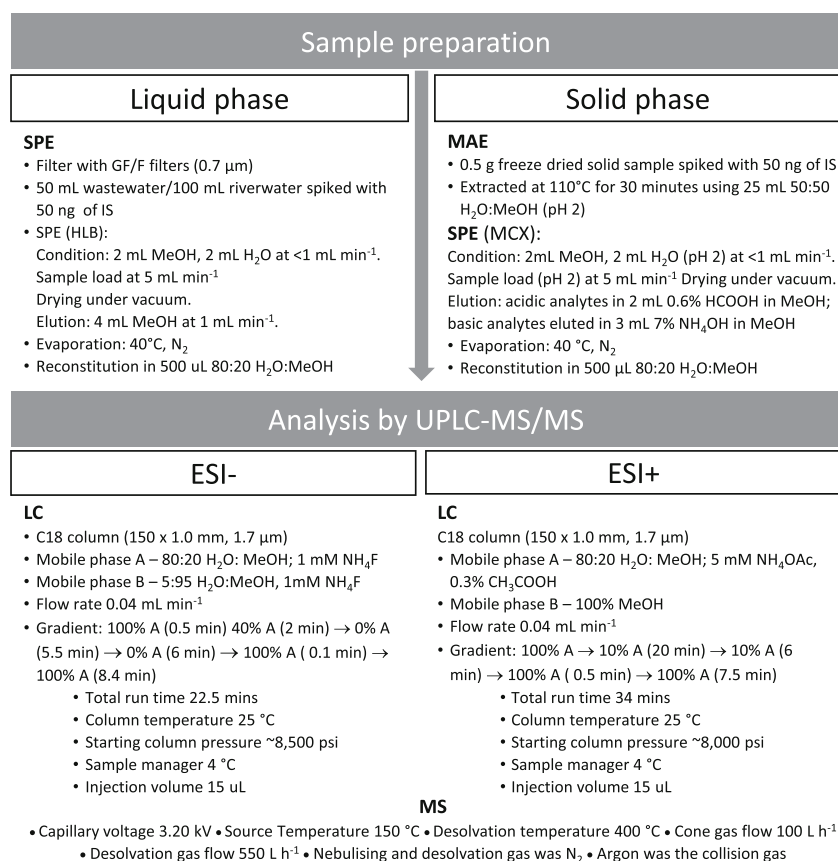 Sample preparation
Liquid phase
SPE
• Filter with GF/F filters (0.7 µm)
• 50 mL wastewater/100 mL riverwater spiked with
50 ng of IS
• SPE (HLB):
Condition: 2 mL MeOH, 2 mL H₂O at <1 mL min⁻¹.
Sample load at 5 mL min⁻¹
Drying under vacuum.
Elution: 4 mL MeOH at 1 mL min⁻¹.
• Evaporation: 40°C, N₂
• Reconstitution in 500 uL 80:20 H₂O:MeOH
Solid phase
MAE
• 0.5 g freeze dried solid sample spiked with 50 ng of IS
• Extracted at 110°C for 30 minutes using 25 mL 50:50
H₂O:MeOH (pH 2)
SPE (MCX):
Condition: 2mL MeOH, 2 mL H₂O (pH 2) at <1 mL min⁻¹.
Sample load (pH 2) at 5 mL min⁻¹ Drying under vacuum.
Elution: acidic analytes in 2 mL 0.6% HCOOH in MeOH;
basic analytes eluted in 3 mL 7% NH₄OH in MeOH
• Evaporation: 40 °C, N₂
• Reconstitution in 500 µL 80:20 H₂O:MeOH
Analysis by UPLC-MS/MS
ESI-
LC
• C18 column (150 x 1.0 mm, 1.7 µm)
• Mobile phase A – 80:20 H₂O: MeOH; 1 mM NH₄F
• Mobile phase B – 5:95 H₂O:MeOH, 1mM NH₄F
• Flow rate 0.04 mL min⁻¹
• Gradient: 100% A (0.5 min) 40% A (2 min) → 0% A
(5.5 min) → 0% A (6 min) → 100% A ( 0.1 min) →
100% A (8.4 min)
• Total run time 22.5 mins
• Column temperature 25 °C
• Starting column pressure ~8,500 psi
• Sample manager 4 °C
• Injection volume 15 uL
ESI+
LC
C18 column (150 x 1.0 mm, 1.7 µm)
• Mobile phase A – 80:20 H₂O: MeOH; 5 mM NH₄OAc,
0.3% CH₃COOH
• Mobile phase B – 100% MeOH
• Flow rate 0.04 mL min⁻¹
• Gradient: 100% A → 10% A (20 min) → 10% A (6
min) → 100% A ( 0.5 min) → 100% A (7.5 min)
• Total run time 34 mins
• Column temperature 25 °C
• Starting column pressure ~8,000 psi
• Sample manager 4 °C
• Injection volume 15 uL
MS
• Capillary voltage 3.20 kV • Source Temperature 150 °C • Desolvation temperature 400 °C • Cone gas flow 100 L h⁻¹
• Desolvation gas flow 550 L h⁻¹ • Nebulising and desolvation gas was N₂ • Argon was the collision gas